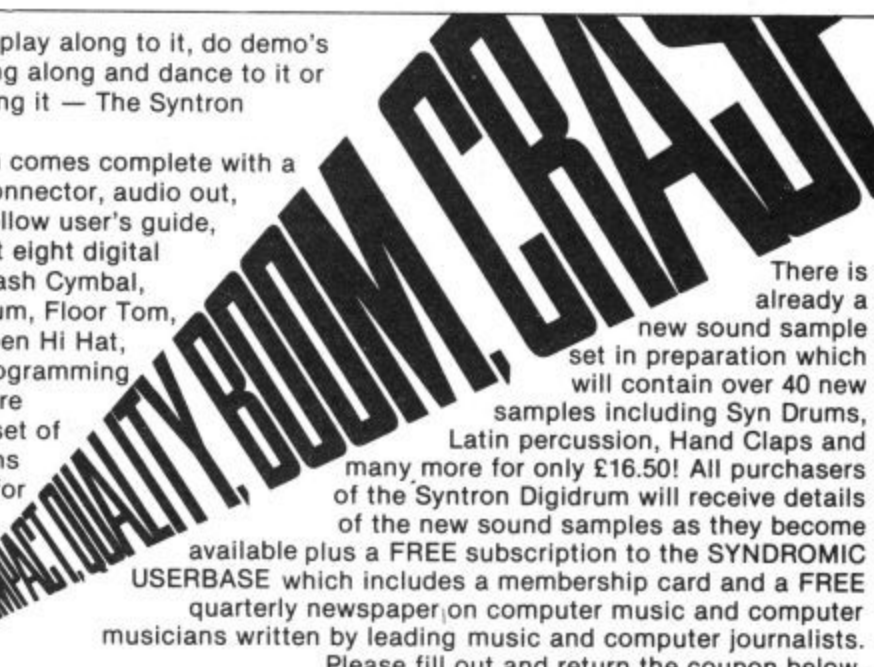 play along to it, do demo's
ng along and dance to it or
ng it — The Syntron
comes complete with a
onnector, audio out,
llow user's guide,
t eight digital
ash Cymbal,
um, Floor Tom,
en Hi Hat,
ogramming
re
set of
ns
for
MPACT, QUALITY, BOOM, CRASH
There is
already a
new sound sample
set in preparation which
will contain over 40 new
samples including Syn Drums,
Latin percussion, Hand Claps and
many more for only £16.50! All purchasers
of the Syntron Digidrum will receive details
of the new sound samples as they become
available plus a FREE subscription to the SYNDROMIC
USERBASE which includes a membership card and a FREE
quarterly newspaper on computer music and computer
musicians written by leading music and computer journalists.
Please fill out and return the coupon below.